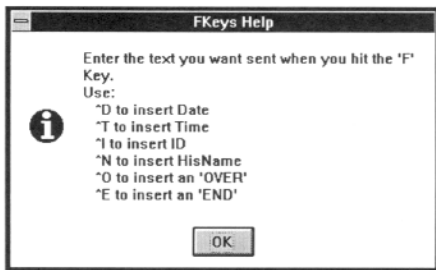 FKeys Help
Enter the text you want sent when you hit the 'F'
Key.
Use:
^D to insert Date
^T to insert Time
^I to insert ID
^N to insert HisName
^O to insert an 'OVER'
^E to insert an 'END'
OK